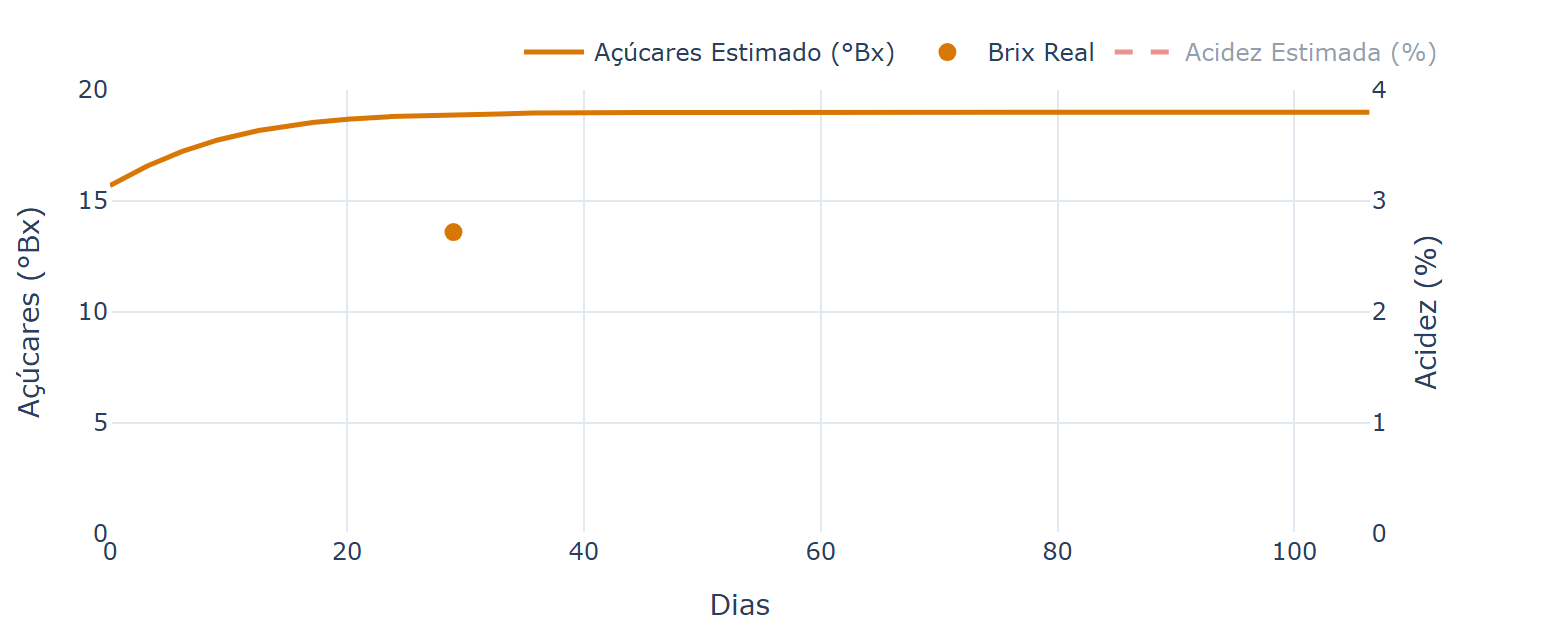 Açúcares Estimado (°Bx) Brix Real Acidez Estimada (%)
20 4
15 3
10 2
5 1
0 0
0 20 40 60 80 100
Dias
Açúcares (°Bx)
Acidez (%)